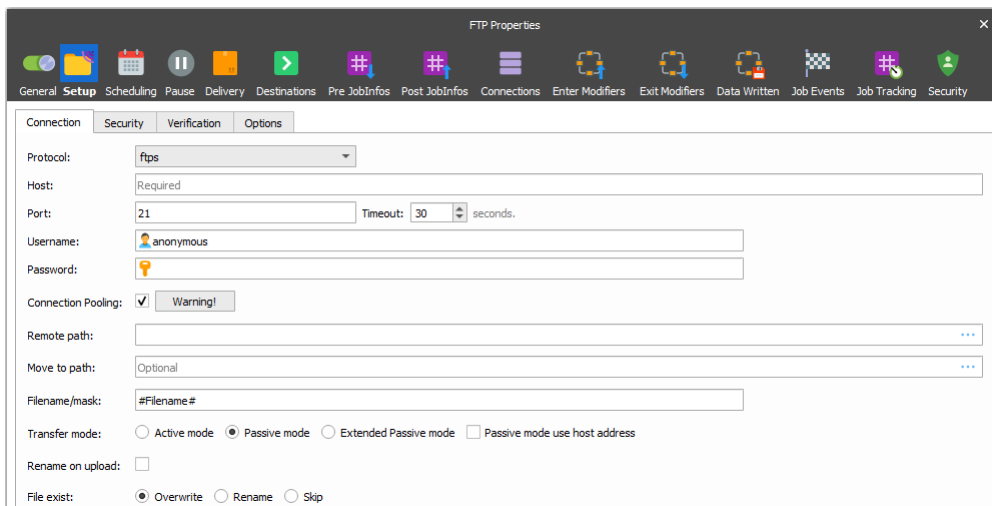 FTP Properties
General Setup Scheduling Pause Delivery Destinations Pre JobInfos Post JobInfos Connections Enter Modifiers Exit Modifiers Data Written Job Events Job Tracking Security
Connection Security Verification Options
Protocol: ftps
Host: Required
Port: 21 Timeout: 30 seconds.
Username: anonymous
Password:
Connection Pooling: Warning!
Remote path: ...
Move to path: Optional ...
Filename/mask: #Filename#
Transfer mode: Active mode Passive mode Extended Passive mode Passive mode use host address
Rename on upload:
File exist: Overwrite Rename Skip